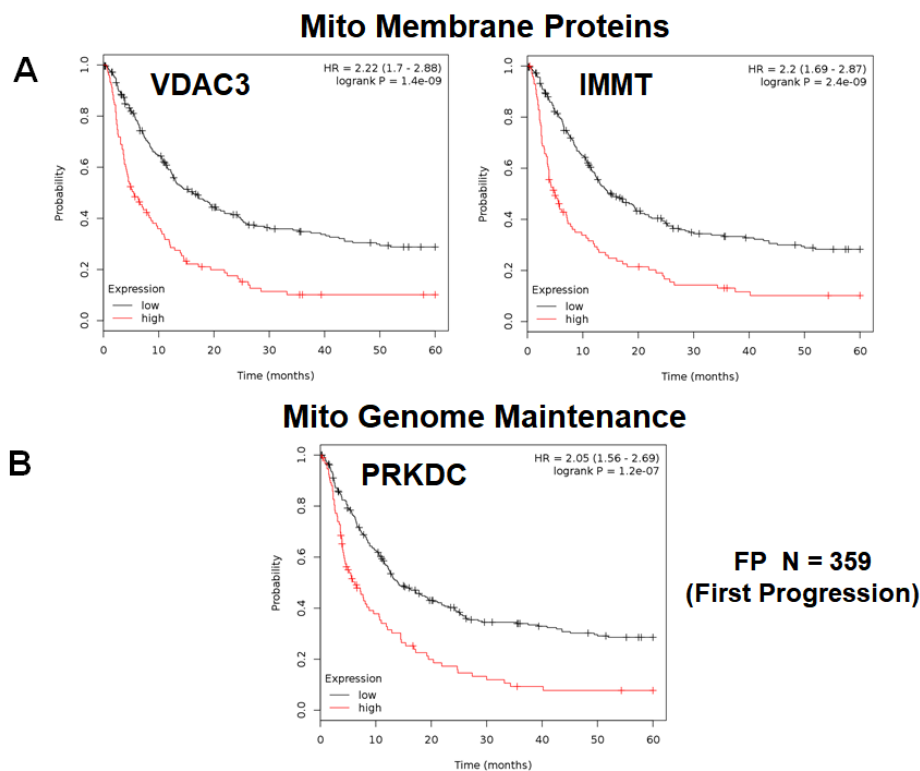 Mito Membrane Proteins
A
VDAC3
HR = 2.22 (1.7 - 2.88)
logrank P = 1.4e-09
Probability
1.0
0.8
0.6
0.4
0.2
0.0
Expression
low
high
0 10 20 30 40 50 60
Time (months)
IMMT
HR = 2.2 (1.69 - 2.87)
logrank P = 2.4e-09
Probability
1.0
0.8
0.6
0.4
0.2
0.0
Expression
low
high
0 10 20 30 40 50 60
Time (months)
Mito Genome Maintenance
B
PRKDC
HR = 2.05 (1.56 - 2.69)
logrank P = 1.2e-07
Probability
1.0
0.8
0.6
0.4
0.2
0.0
Expression
low
high
0 10 20 30 40 50 60
Time (months)
FP N = 359
(First Progression)